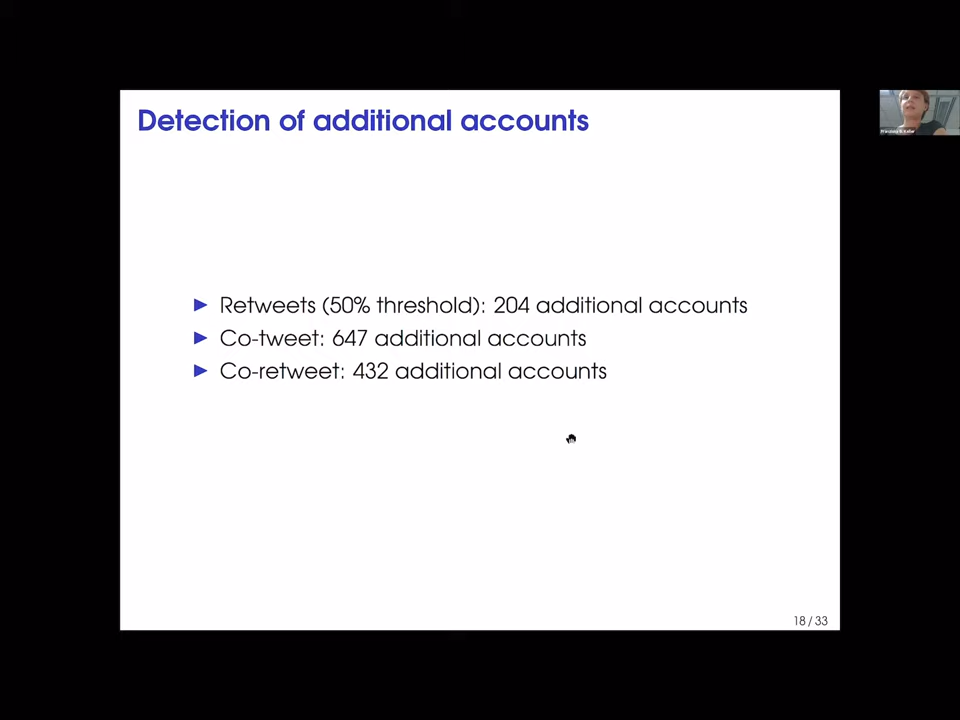 Detection of additional accounts
Retweets (50% threshold): 204 additional accounts
Co-tweet: 647 additional accounts
Co-retweet: 432 additional accounts
18 / 33